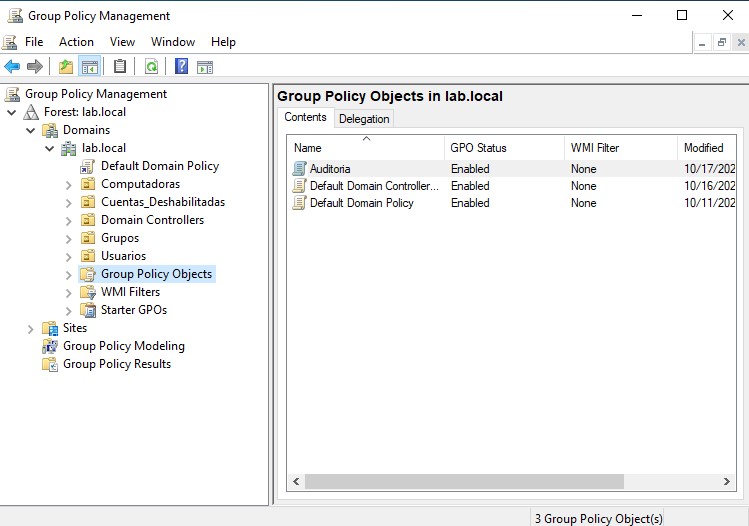 Group Policy Management
File Action View Window Help
Group Policy Management
Forest: lab.local
Domains
lab.local
Default Domain Policy
Computadoras
Cuentas_Deshabilitadas
Domain Controllers
Grupos
Usuarios
Group Policy Objects
WMI Filters
Starter GPOs
Sites
Group Policy Modeling
Group Policy Results
Group Policy Objects in lab.local
Contents Delegation
Name GPO Status WMI Filter Modified
Auditoria Enabled None 10/17/202
Default Domain Controller... Enabled None 10/16/202
Default Domain Policy Enabled None 10/11/202
3 Group Policy Object(s)